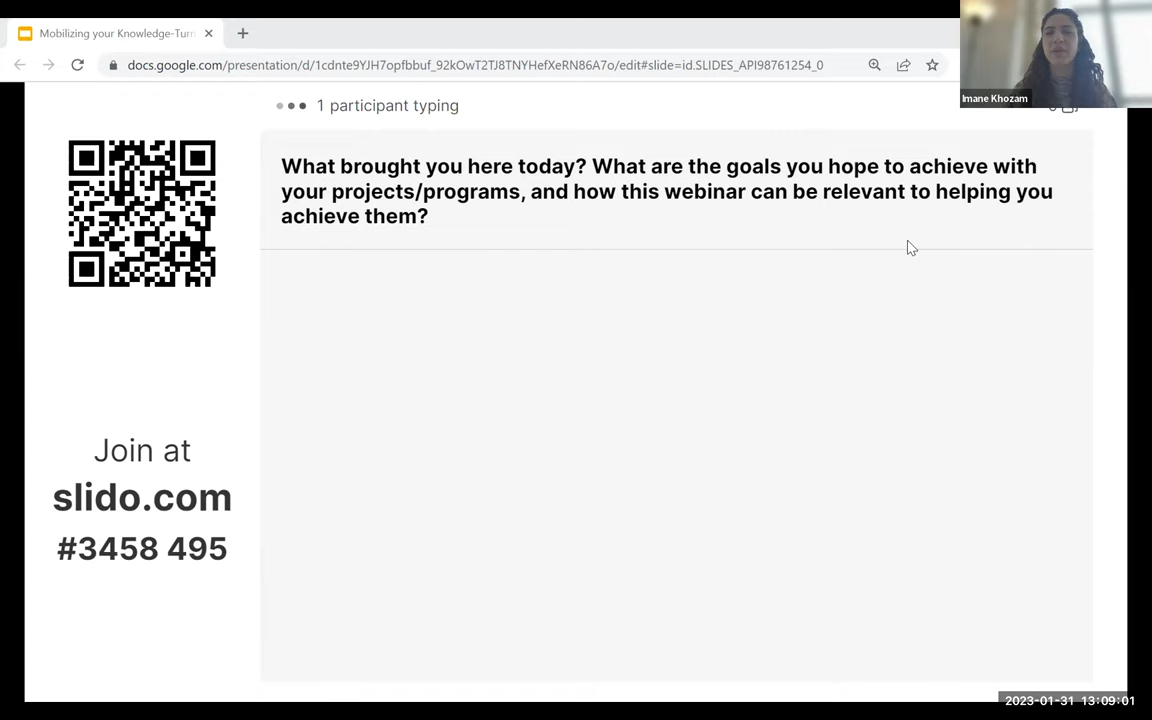 Mobilizing your Knowledge-Turn
docs.google.com/presentation/d/1cdnte9YJH7opfbbuf_92kOwT2TJ8TNYHefXeRN86A7o/edit#slide=id.SLIDES_API98761254_0
Imane Khozam
1 participant typing
What brought you here today? What are the goals you hope to achieve with
your projects/programs, and how this webinar can be relevant to helping you
achieve them?
Join at
slido.com
#3458 495
2023-01-31 13:09:01